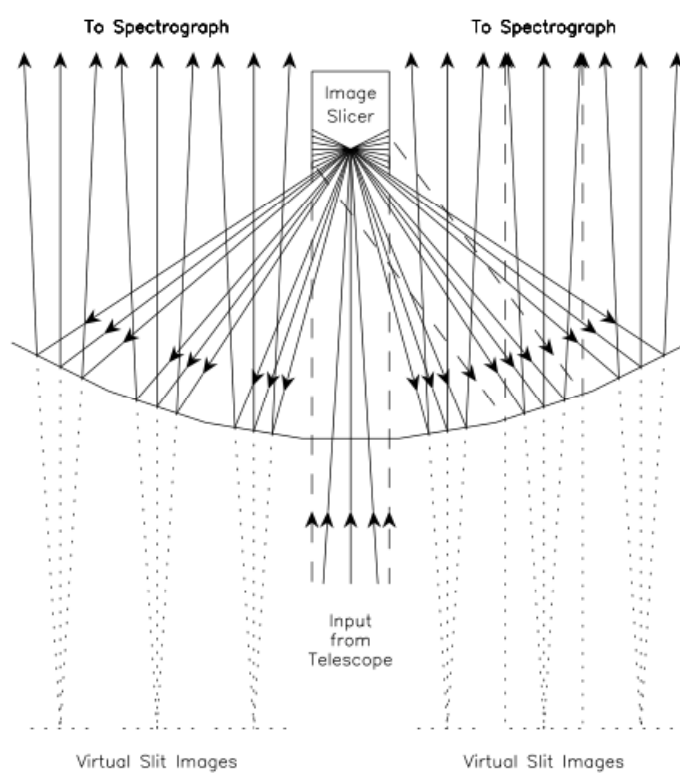 To Spectrograph
To Spectrograph
Image
Slicer
Input
from
Telescope
Virtual Slit Images
Virtual Slit Images